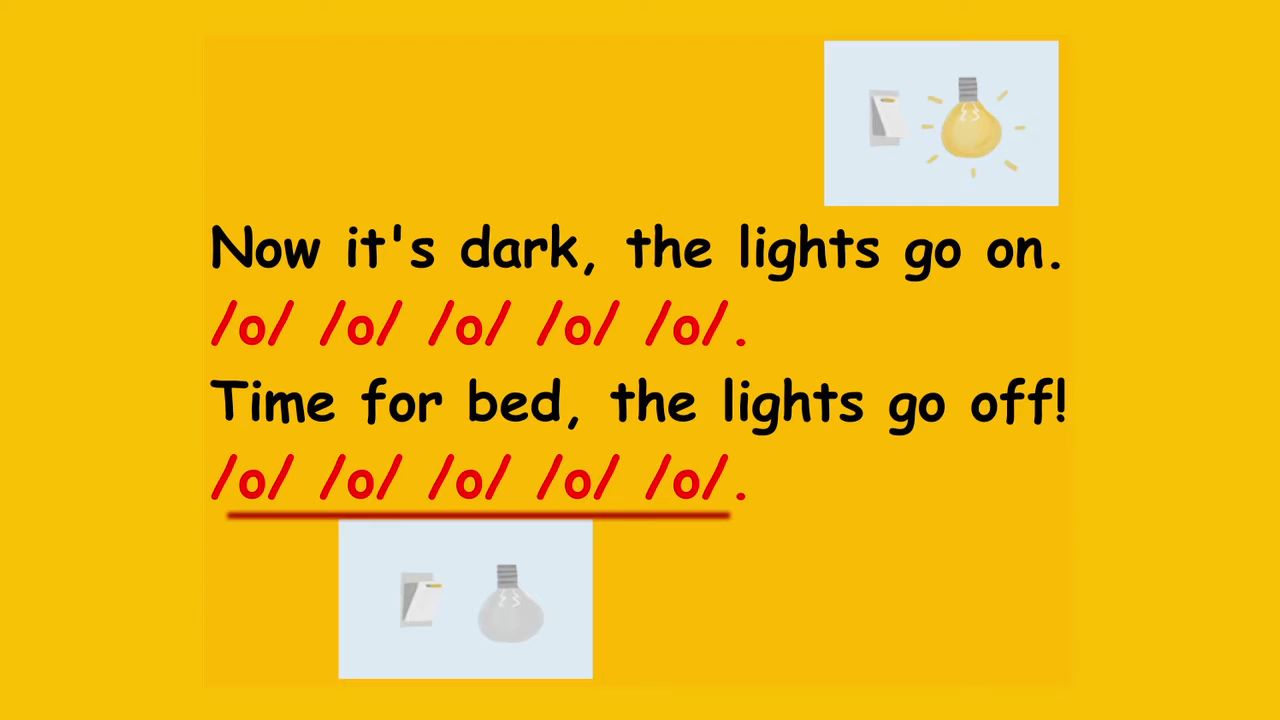 Now it's dark, the lights go on.
/o/ /o/ /o/ /o/ /o/.
Time for bed, the lights go off!
/o/ /o/ /o/ /o/ /o/.